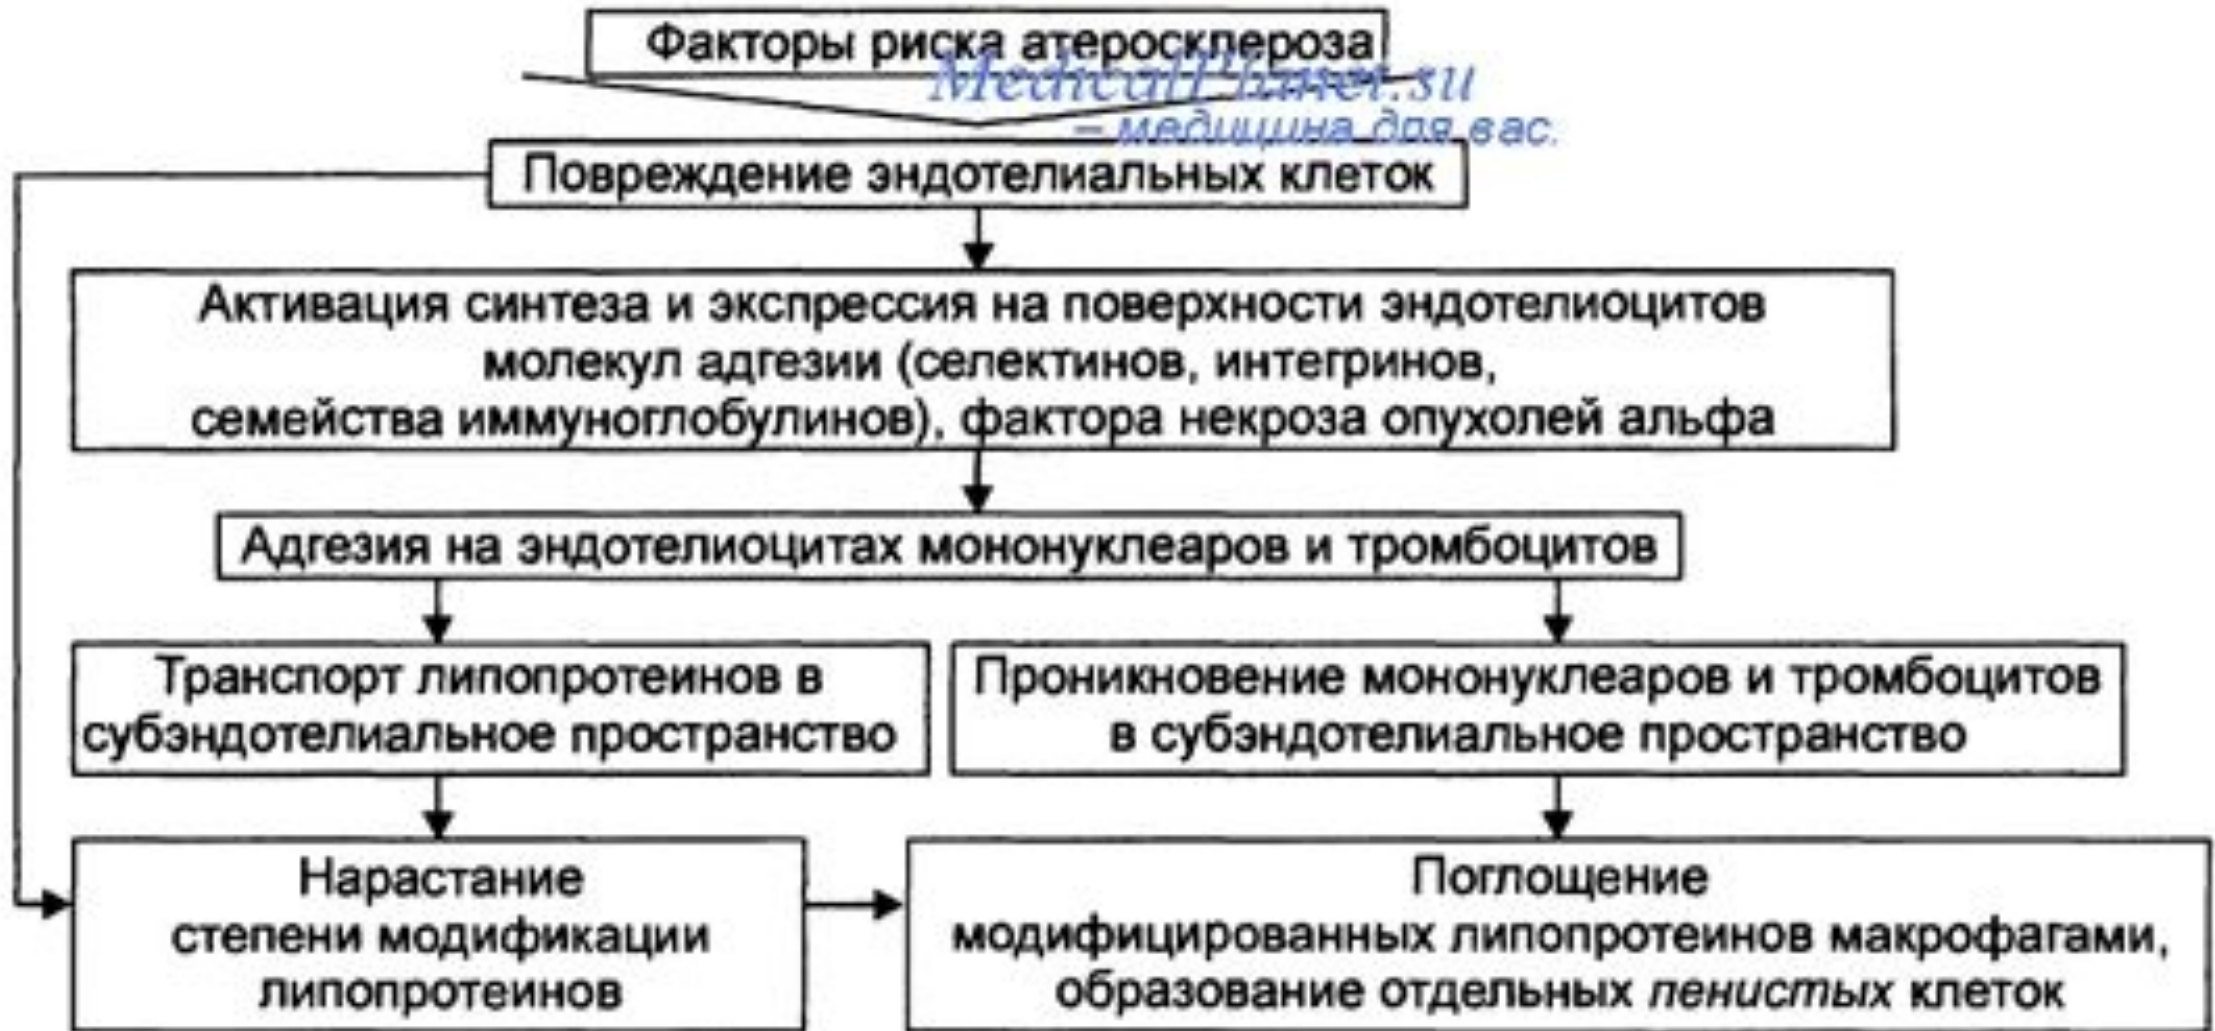 Факторы риска атеросклероза
MedicalPlanet.su
– медицина для вас.
Повреждение эндотелиальных клеток
Активация синтеза и экспрессия на поверхности эндотелиоцитов
молекул адгезии (селектинов, интегринов,
семейства иммуноглобулинов), фактора некроза опухолей альфа
Адгезия на эндотелиоцитах мононуклеаров и тромбоцитов
Транспорт липопротеинов в
субэндотелиальное пространство
Проникновение мононуклеаров и тромбоцитов
в субэндотелиальное пространство
Нарастание
степени модификации
липопротеинов
Поглощение
модифицированных липопротеинов макрофагами,
образование отдельных пенистых клеток